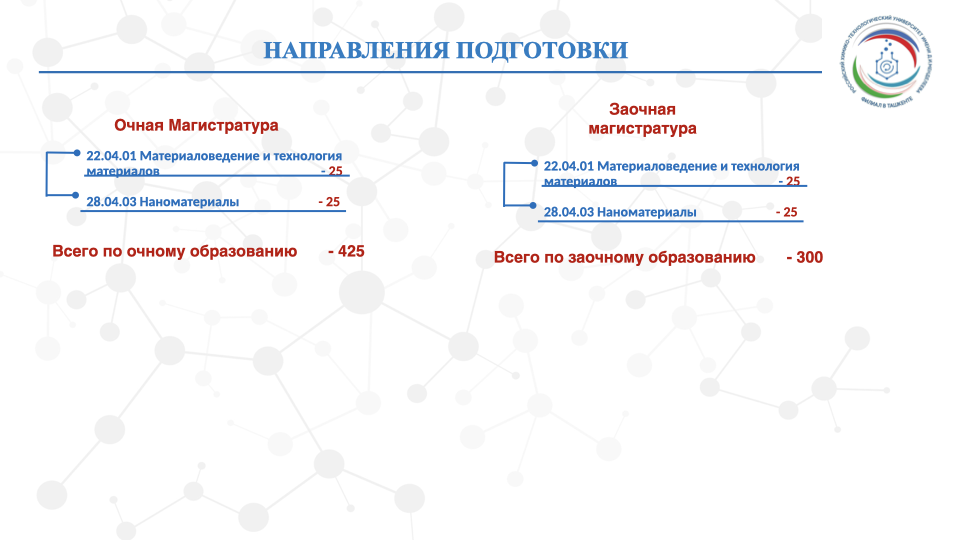 НАПРАВЛЕНИЯ ПОДГОТОВКИ
РОССИЙСКИЙ ХИМИКО-ТЕХНОЛОГИЧЕСКИЙ УНИВЕРСИТЕТ ИМЕНИ Д.И.МЕНДЕЛЕЕВА
ФИЛИАЛ В ТАШКЕНТЕ
Очная Магистратура
22.04.01 Материаловедение и технология
материалов - 25
28.04.03 Наноматериалы - 25
Всего по очному образованию - 425
Заочная
магистратура
22.04.01 Материаловедение и технология
материалов - 25
28.04.03 Наноматериалы - 25
Всего по заочному образованию - 300